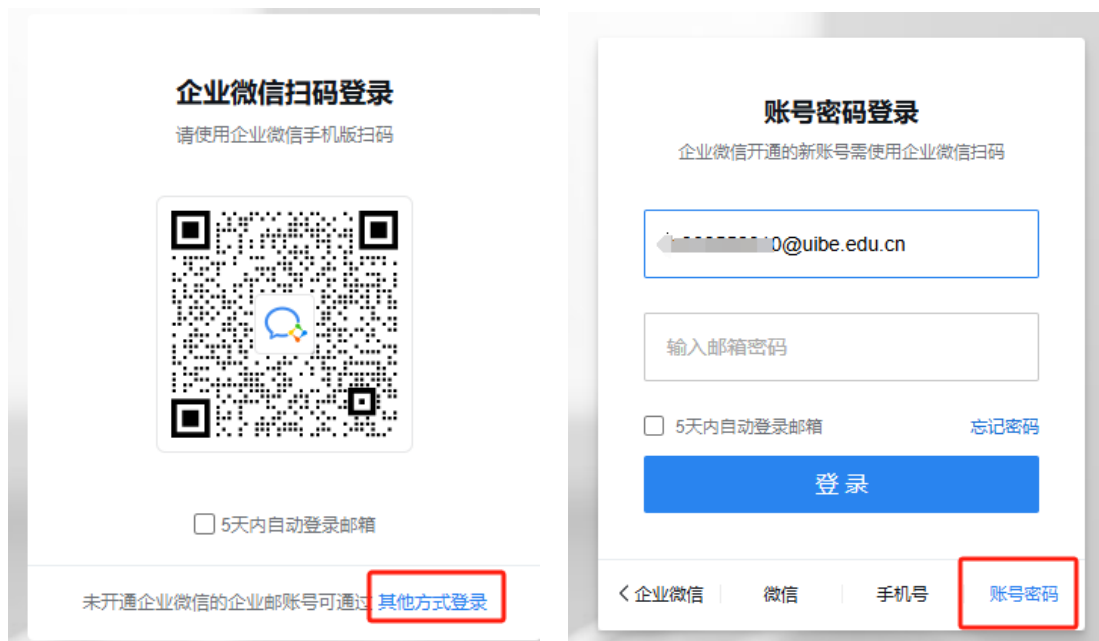 企业微信扫码登录
请使用企业微信手机版扫码
5天内自动登录邮箱
未开通企业微信的企业邮账号可通过 其他方式登录
账号密码登录
企业微信开通的新账号需使用企业微信扫码
0@uibe.edu.cn
输入邮箱密码
5天内自动登录邮箱 忘记密码
登录
企业微信 微信 手机号 账号密码